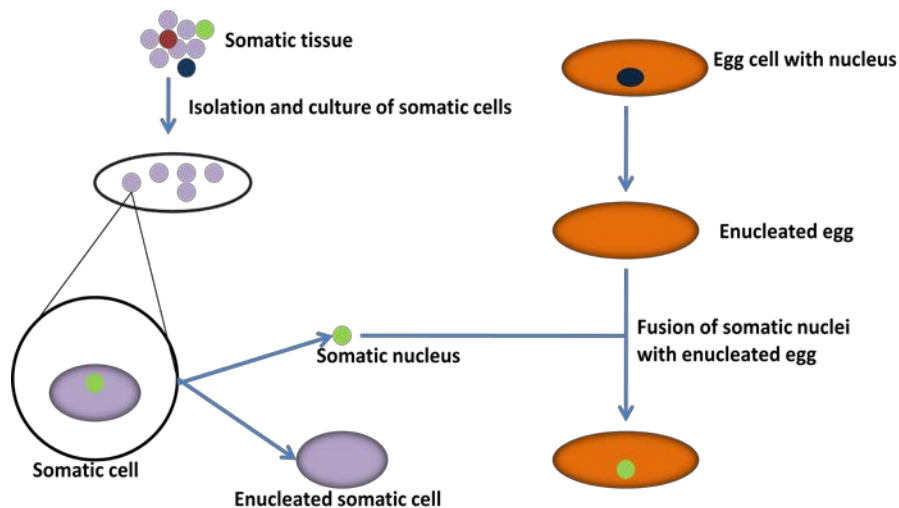 Somatic tissue
Egg cell with nucleus
Isolation and culture of somatic cells
Enucleated egg
Fusion of somatic nuclei
with enucleated egg
Somatic nucleus
Somatic cell
Enucleated somatic cell